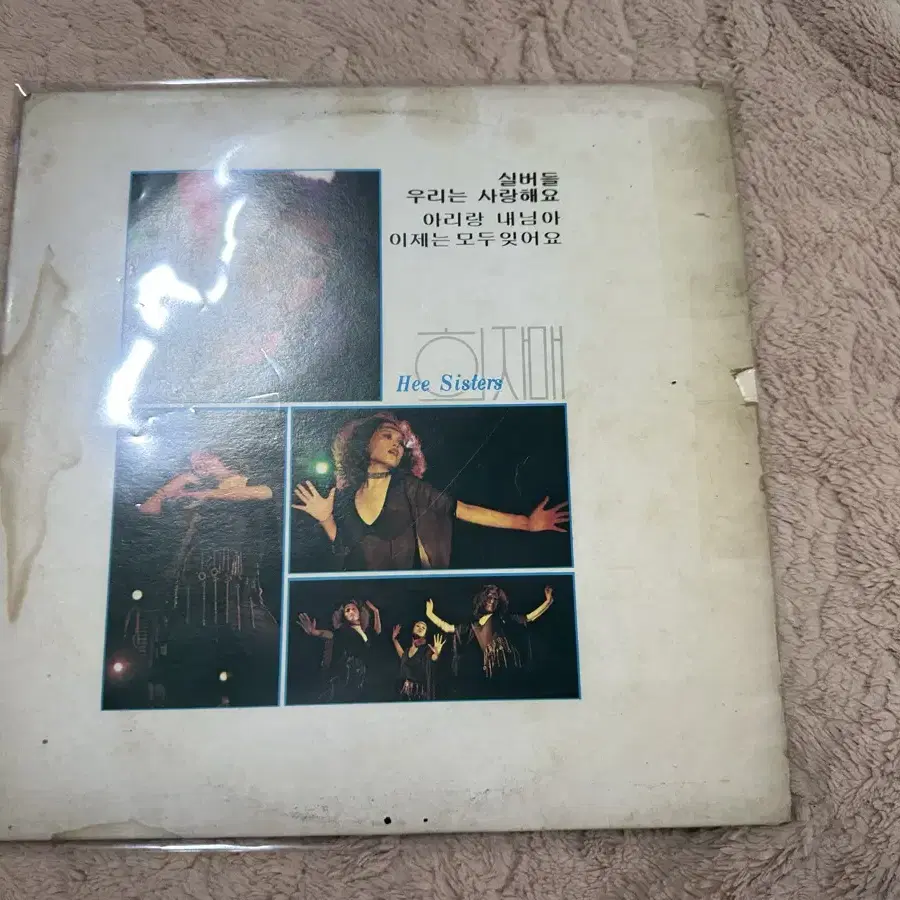 실버들
우리는 사랑해요
아리랑 내님아
이제는 모두잊어요
희자매
Hee Sisters